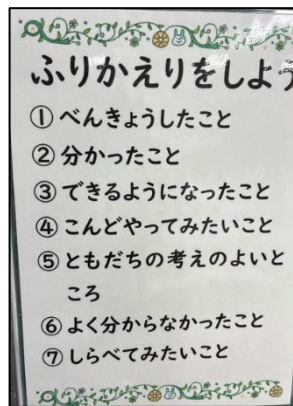 ふりかえりをしよう
① べんきょうしたこと
② 分かったこと
③ できるようになったこと
④ こんどやってみたいこと
⑤ ともだちの考えのよいと
ころ
⑥ よく分からなかったこと
⑦ しらべてみたいこと